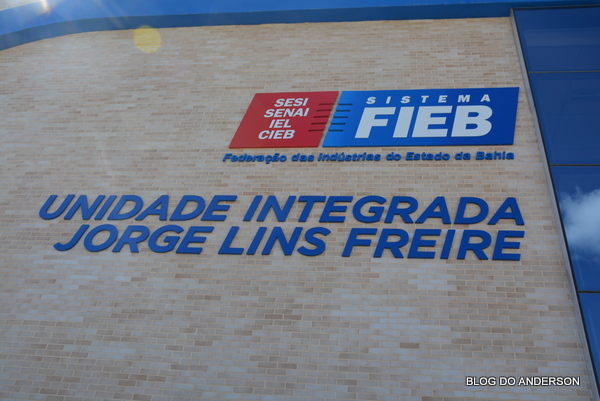 SESI
SENAI
IEL
CIEB
SISTEMA
FIEB
Federação das Indústrias do Estado da Bahia
UNIDADE INTEGRADA
JORGE LINS FREIRE
BLOG DO ANDERSON